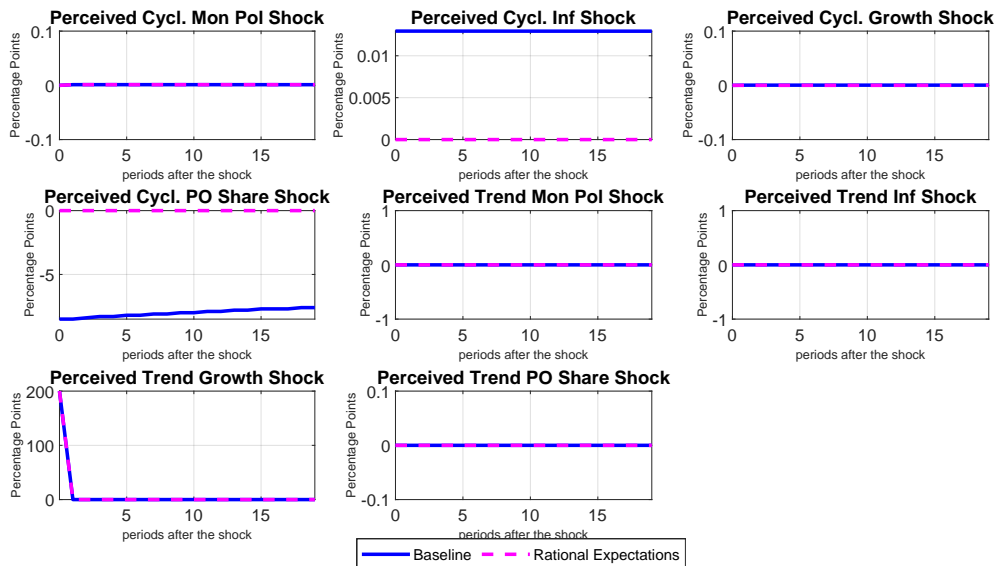 Perceived Cycl. Mon Pol Shock
Percentage Points
0.1
0
-0.1
0 5 10 15
periods after the shock
Perceived Cycl. Inf Shock
Percentage Points
0.01
0.005
0
0 5 10 15
periods after the shock
Perceived Cycl. Growth Shock
Percentage Points
0.1
0
-0.1
0 5 10 15
periods after the shock
Perceived Cycl. PO Share Shock
Percentage Points
0
-5
0 5 10 15
periods after the shock
Perceived Trend Mon Pol Shock
Percentage Points
1
0
-1
0 5 10 15
periods after the shock
Perceived Trend Inf Shock
Percentage Points
1
0
-1
0 5 10 15
periods after the shock
Perceived Trend Growth Shock
Percentage Points
200
100
0
5 10 15
periods after the shock
Perceived Trend PO Share Shock
Percentage Points
0.1
0
-0.1
0 5 10 15
periods after the shock
Baseline Rational Expectations